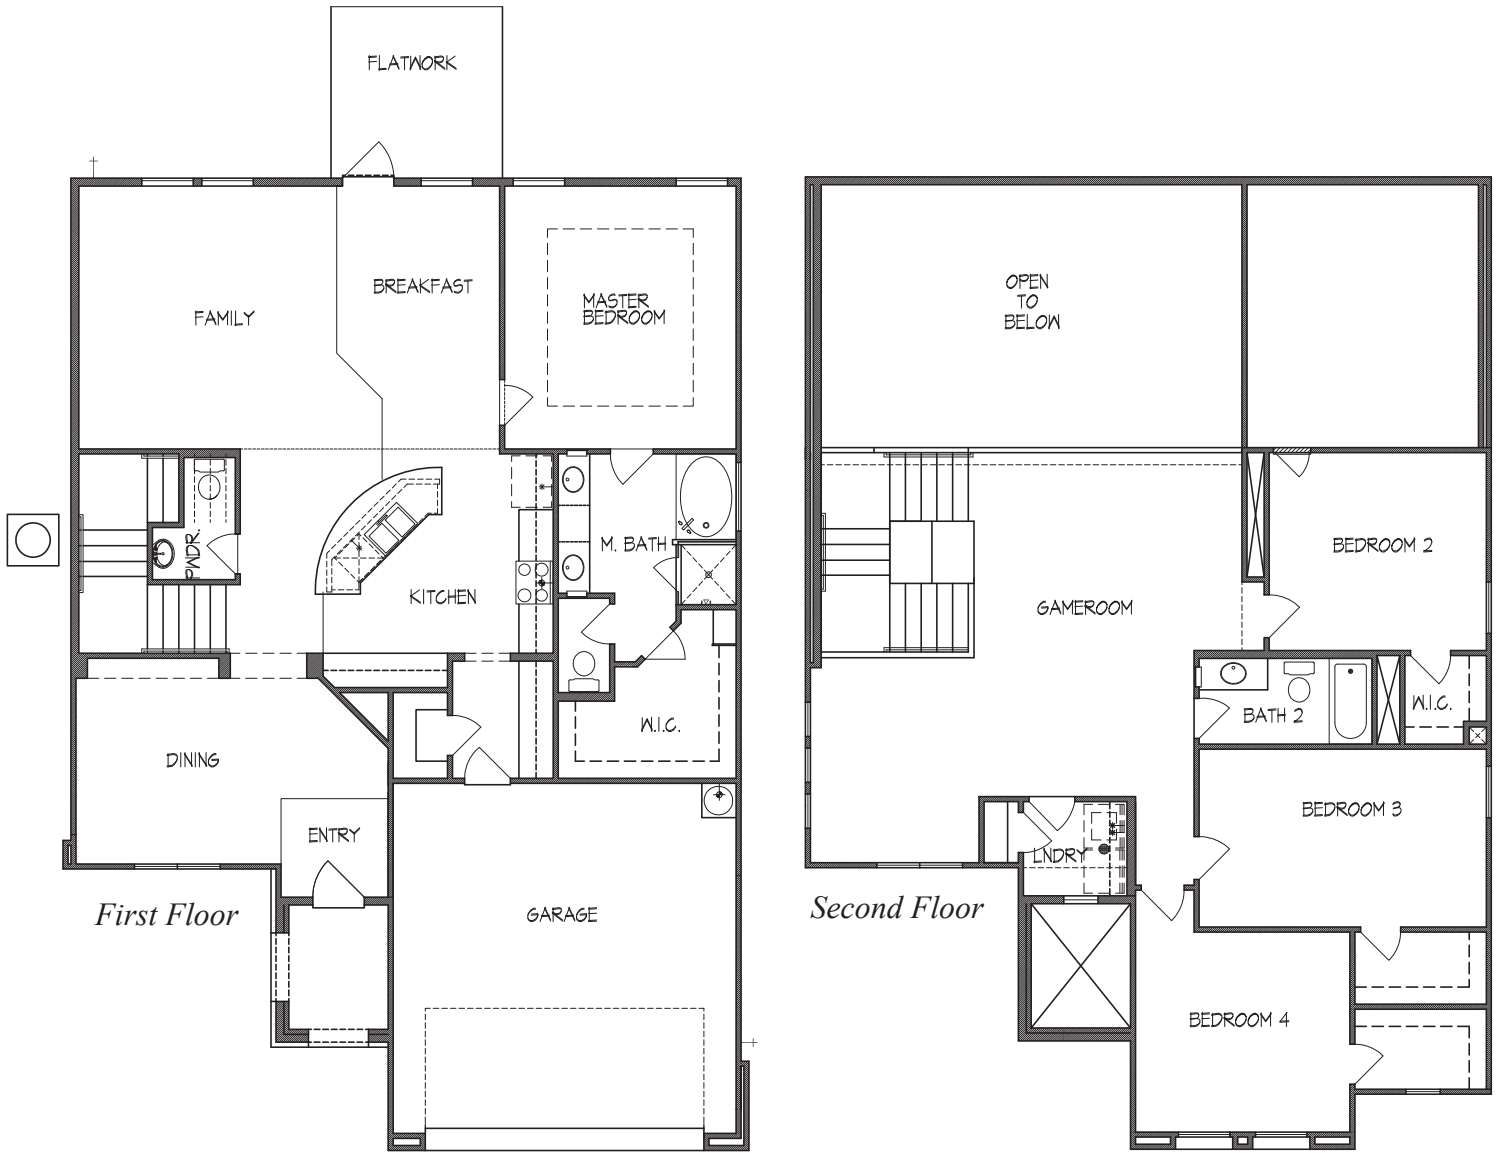 FLATWORK
BREAKFAST
FAMILY
MASTER
BEDROOM
PWDR.
M. BATH
KITCHEN
W.I.C.
DINING
ENTRY
GARAGE
First Floor
OPEN
TO
BELOW
BEDROOM 2
GAMEROOM
W.I.C.
BATH 2
BEDROOM 3
LNDRY
Second Floor
BEDROOM 4